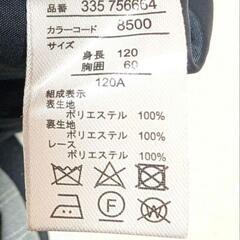 品番 335 756664
カラーコード 8500
サイズ
身長 120
胸囲 60
120A
組成表示
表生地
ポリエステル 100%
裏生地
ポリエステル 100%
レース
ポリエステル 100%